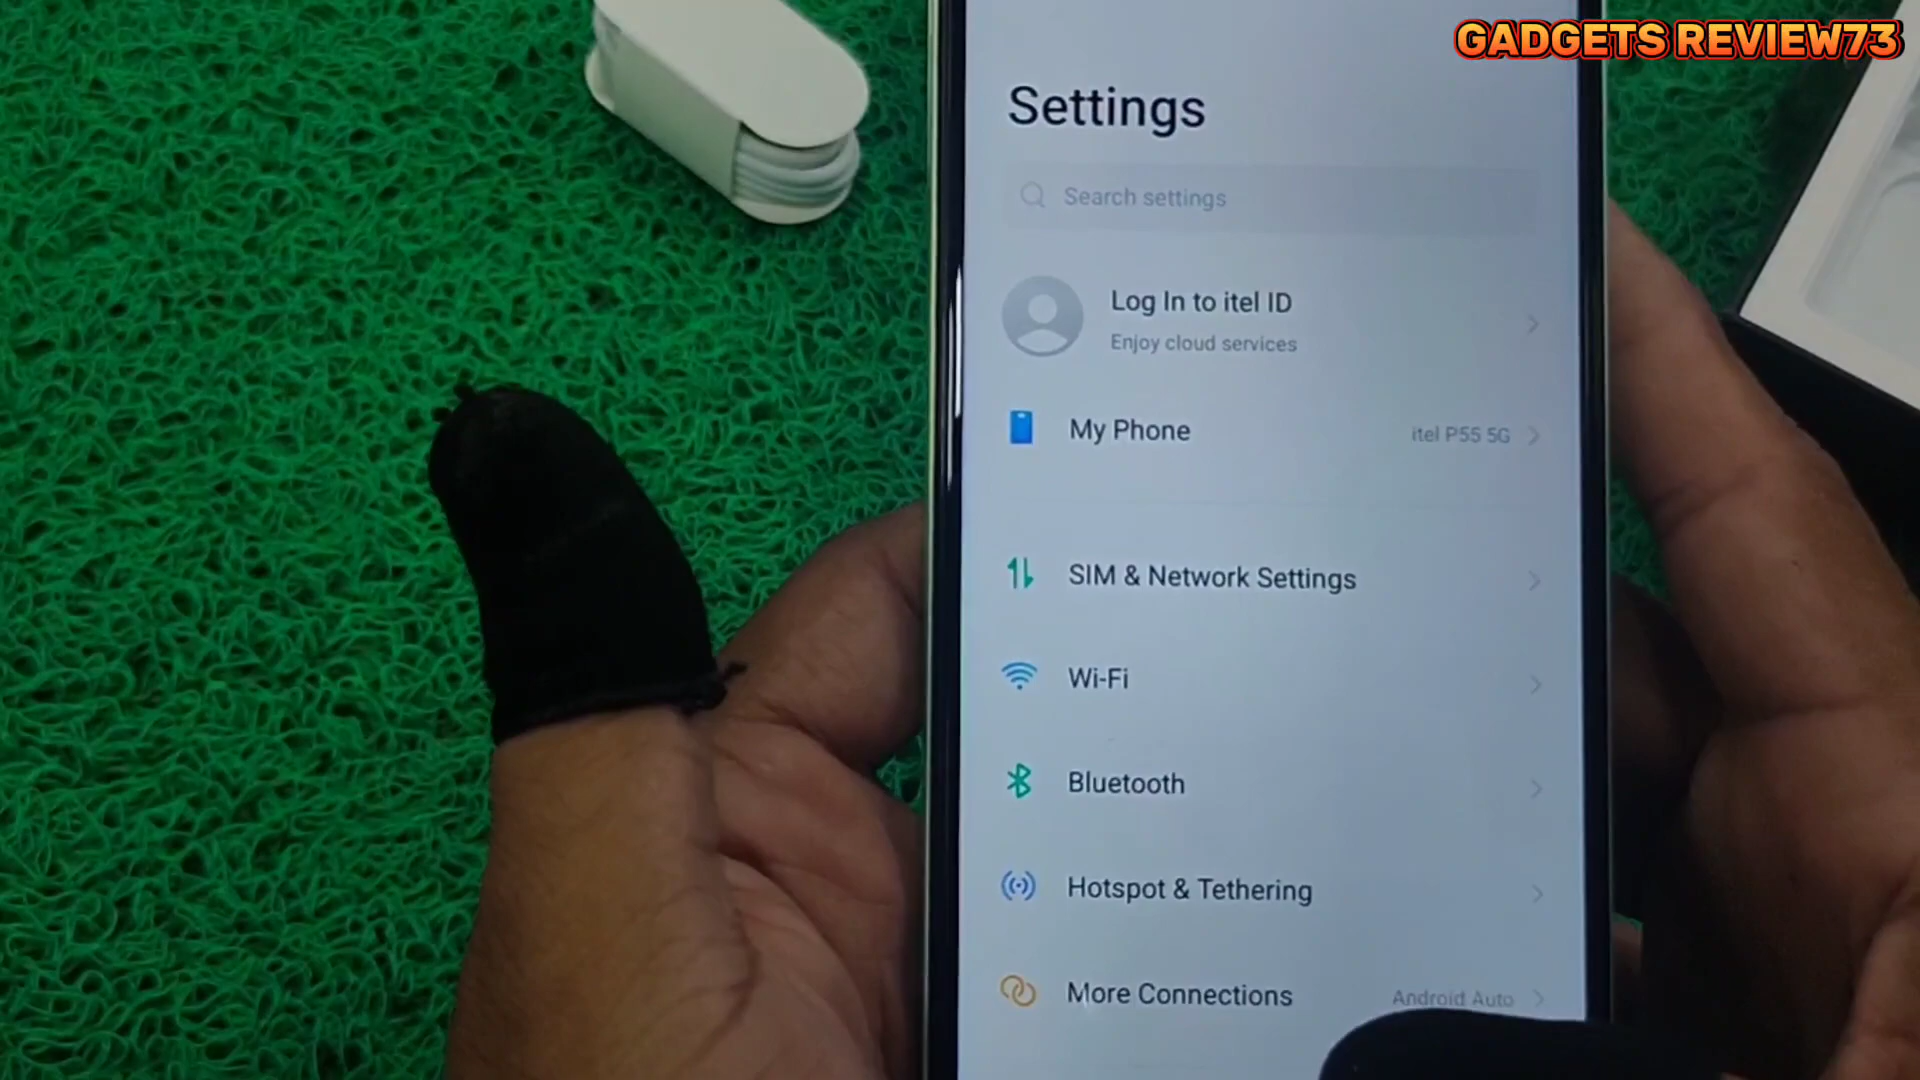 GADGETS REVIEW73
Settings
Search settings
Log In to itel ID
Enjoy cloud services
My Phone
itel P55 5G
SIM & Network Settings
Wi-Fi
Bluetooth
Hotspot & Tethering
More Connections
Android Auto